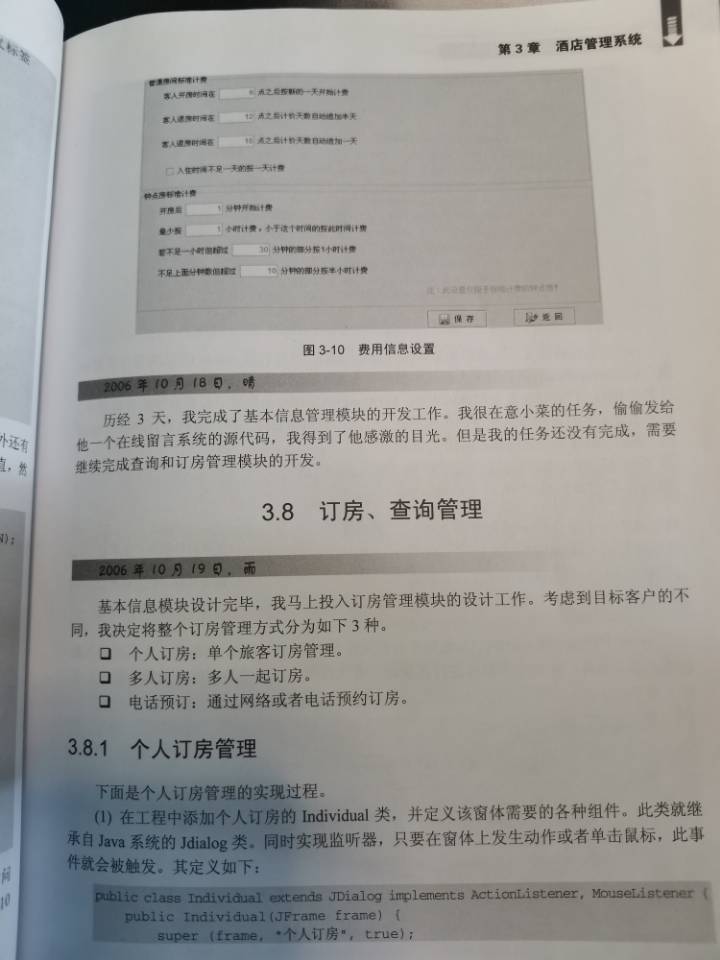 第 3 章 酒店管理系统
普通房间标准计费
客人开房时间在 点之后按新的一天开始计费
客人退房时间在 12 点之后计价天数自动追加半天
客人退房时间在 点之后计价天数自动追加一天
入住时间不足一天的按一天计费
钟点房标准计费
开房后 1 分钟开始计费
最少按 1 小时计费，小于这个时间的按此时间计费
若不足一小时但超过 30 分钟的部分按1小时计费
不足上面分钟数但超过 10 分钟的部分按半小时计费
保 存 返 回
图 3-10 费用信息设置
2006 年 10 月 18 日，晴
历经 3 天，我完成了基本信息管理模块的开发工作。我很在意小菜的任务，偷偷发给
他一个在线留言系统的源代码，我得到了他感激的目光。但是我的任务还没有完成，需要
继续完成查询和订房管理模块的开发。
3.8 订房、查询管理
2006 年 10 月 19 日，雨
基本信息模块设计完毕，我马上投入订房管理模块的设计工作。考虑到目标客户的不
同，我决定将整个订房管理方式分为如下 3 种。
❑ 个人订房：单个旅客订房管理。
❑ 多人订房：多人一起订房。
❑ 电话预订：通过网络或者电话预约订房。
3.8.1 个人订房管理
下面是个人订房管理的实现过程。
(1) 在工程中添加个人订房的 Individual 类，并定义该窗体需要的各种组件。此类就继
承自 Java 系统的 Jdialog 类。同时实现监听器，只要在窗体上发生动作或者单击鼠标，此事
件就会被触发。其定义如下：
public class Individual extends JDialog implements ActionListener, MouseListener {
public Individual(JFrame frame) {
super (frame, "个人订房", true);